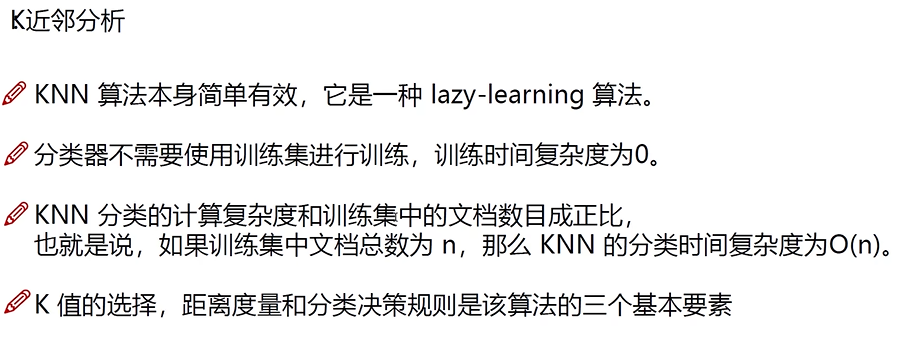 K近邻分析
KNN 算法本身简单有效，它是一种 lazy-learning 算法。
分类器不需要使用训练集进行训练，训练时间复杂度为0。
KNN 分类的计算复杂度和训练集中的文档数目成正比，
也就是说，如果训练集中文档总数为 n，那么 KNN 的分类时间复杂度为O(n)。
K 值的选择，距离度量和分类决策规则是该算法的三个基本要素